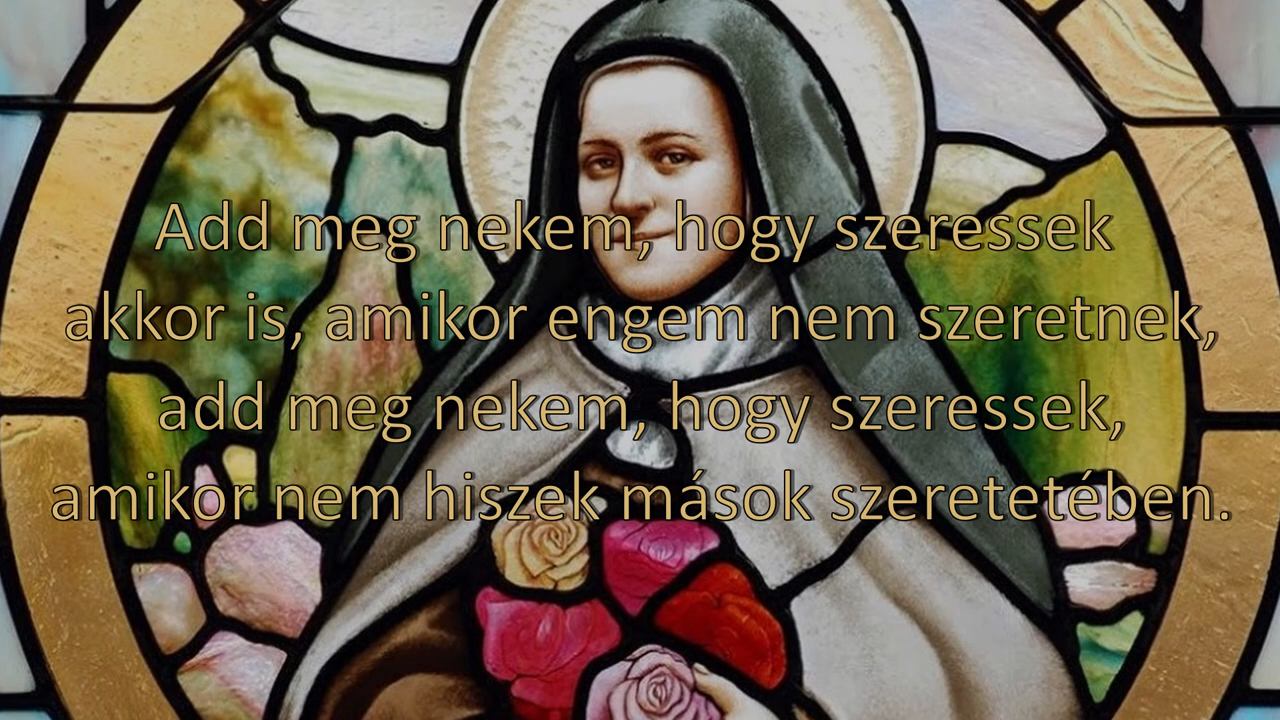 Add meg nekem, hogy szeressek
akkor is, amikor engem nem szeretnek,
add meg nekem, hogy szeressek,
amikor nem hiszek mások szeretetében.